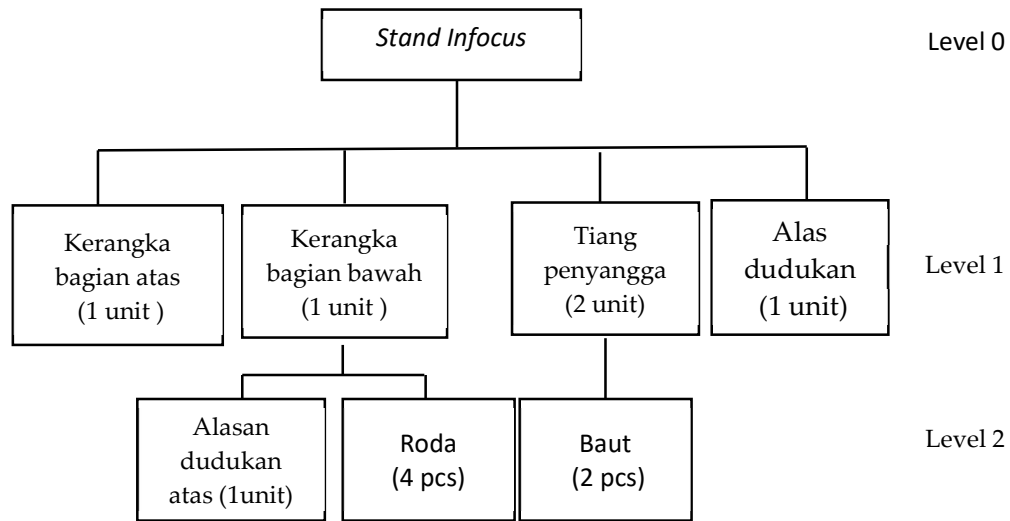 Stand Infocus
Level 0
Kerangka
bagian atas
(1 unit )
Kerangka
bagian bawah
(1 unit )
Tiang
penyangga
(2 unit)
Alas
dudukan
(1 unit)
Level 1
Alasan
dudukan
atas (1unit)
Roda
(4 pcs)
Baut
(2 pcs)
Level 2